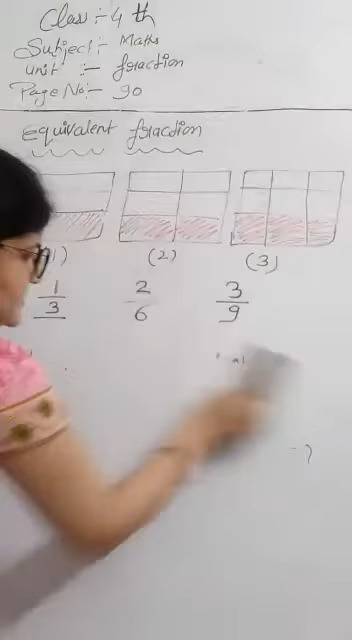 Class :- 4 th
Subject :- Maths
Unit :- fraction
Page No :- 90
Equivalent fraction
1) (2) (3)
1/3 2/6 3/9